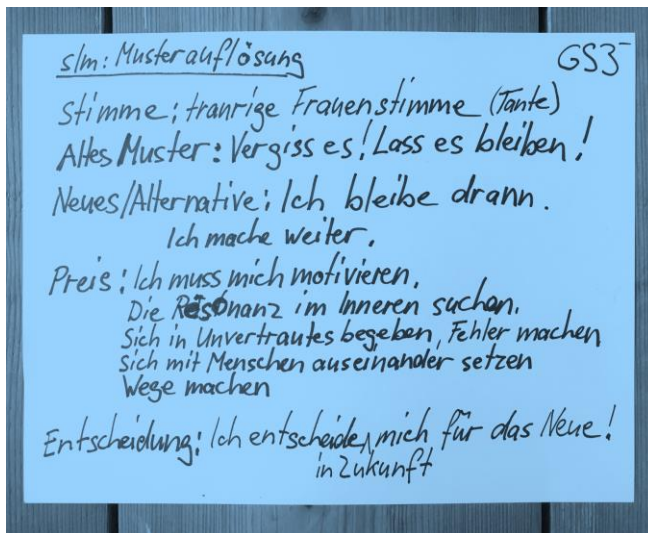 s/m: Musterauflösung GS3
Stimme: tranrige Frauenstimme (Tante)
Altes Muster: Vergiss es! Lass es bleiben!
Neues/Alternative: Ich bleibe drann.
Ich mache weiter.
Preis: Ich muss mich motivieren.
Die Resonanz im Inneren suchen.
Sich in Unvertrautes begeben, Fehler machen
Sich mit Menschen auseinander setzen
Wege machen
Entscheidung: Ich entscheide mich für das Neue!
in Zukunft